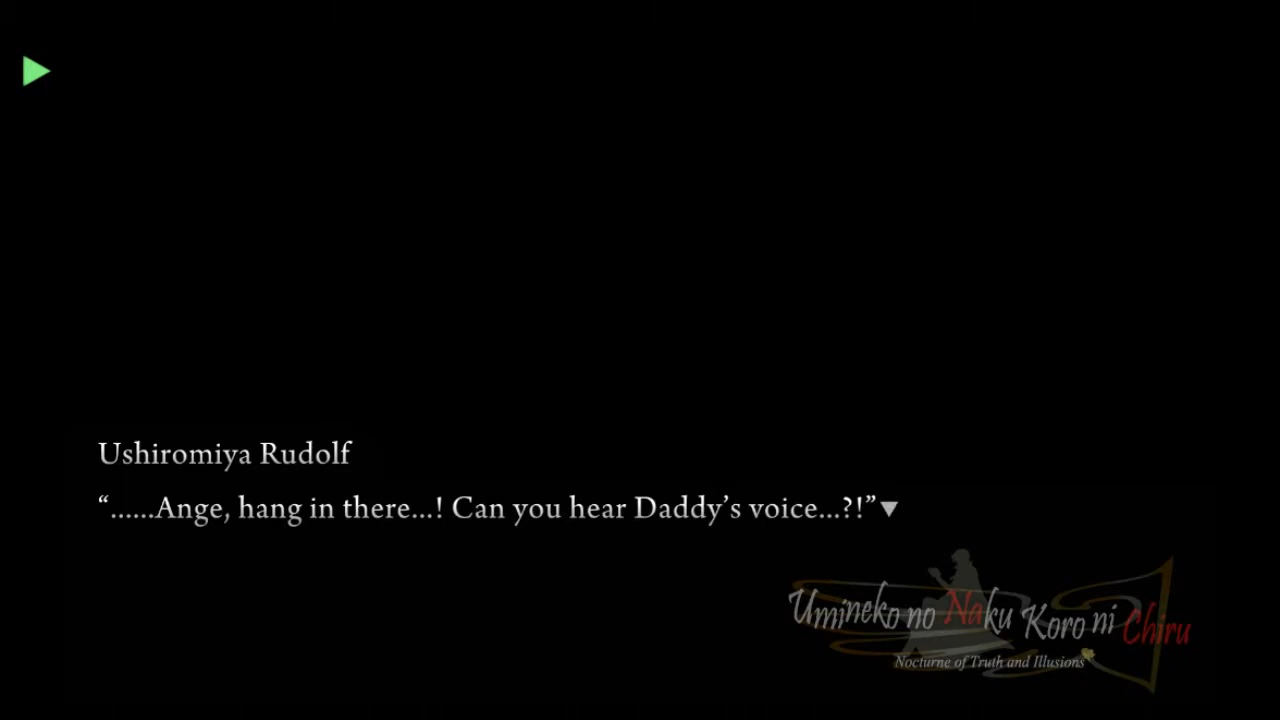 Ushiromiya Rudolf
“......Ange, hang in there...! Can you hear Daddy’s voice...?!”
Umineko no Naku Koro ni Chiru
Nocturne of Truth and Illusions